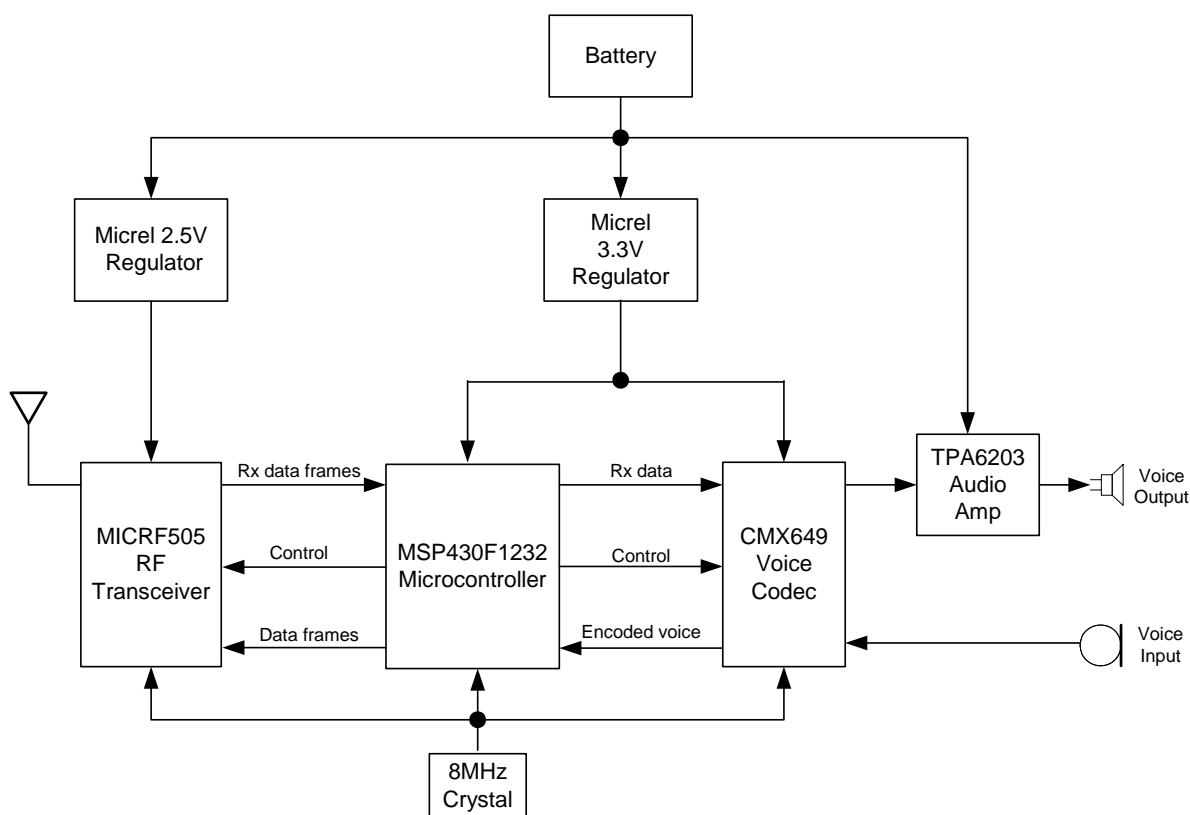 Battery
Micrel 2.5V
Regulator
Micrel
3.3V
Regulator
Rx data frames
Rx data
TPA6203
Audio
Amp
Voice
Output
MICRF505
RF
Transceiver
Control
MSP430F1232
Microcontroller
Control
CMX649
Voice
Codec
Data frames
Encoded voice
Voice
Input
8MHz
Crystal